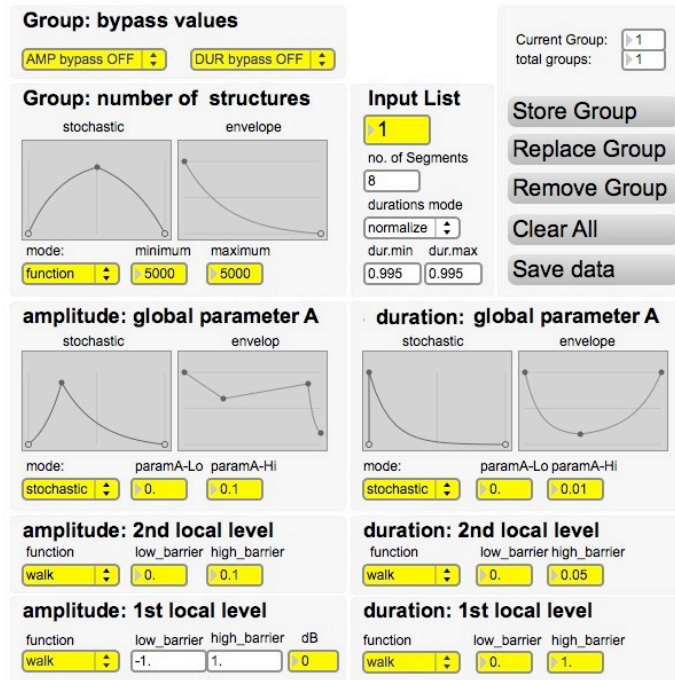 Group: bypass values
AMP bypass OFF DUR bypass OFF
Current Group: 1
total groups: 1
Group: number of structures
stochastic envelope
mode: minimum maximum
function 5000 5000
Input List
1
no. of Segments
8
durations mode
normalize
dur.min dur.max
0.995 0.995
Store Group
Replace Group
Remove Group
Clear All
Save data
amplitude: global parameter A
stochastic envelop
mode: paramA-Lo paramA-Hi
stochastic 0. 0.1
duration: global parameter A
stochastic envelope
mode: paramA-Lo paramA-Hi
stochastic 0. 0.01
amplitude: 2nd local level
function low_barrier high_barrier
walk 0. 0.1
duration: 2nd local level
function low_barrier high_barrier
walk 0. 0.05
amplitude: 1st local level
function low_barrier high_barrier dB
walk -1. 1. 0
duration: 1st local level
function low_barrier high_barrier
walk 0. 1.